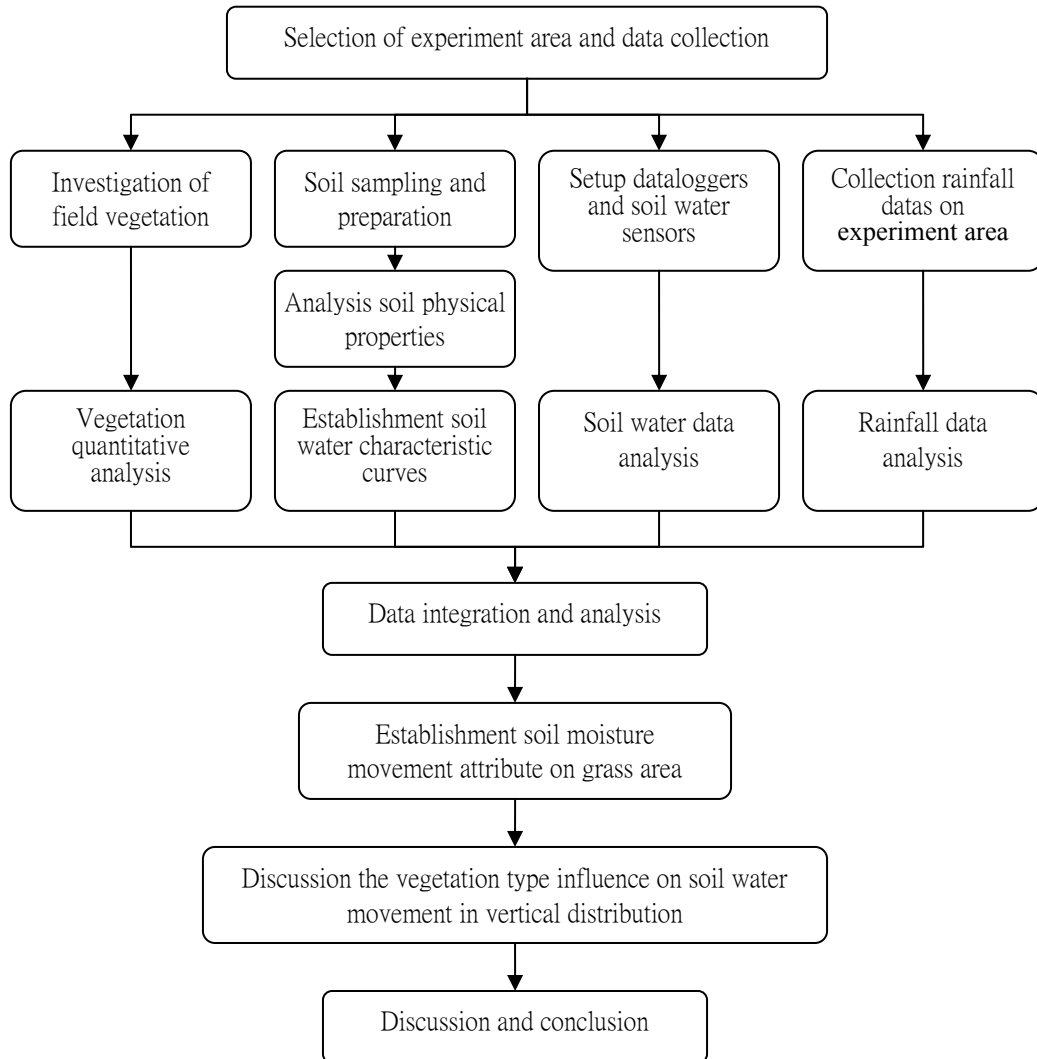 Selection of experiment area and data collection
Investigation of
field vegetation
Soil sampling and
preparation
Setup dataloggers
and soil water
sensors
Collection rainfall
datas on
experiment area
Analysis soil physical
properties
Vegetation
quantitative
analysis
Establishment soil
water characteristic
curves
Soil water data
analysis
Rainfall data
analysis
Data integration and analysis
Establishment soil moisture
movement attribute on grass area
Discussion the vegetation type influence on soil water
movement in vertical distribution
Discussion and conclusion